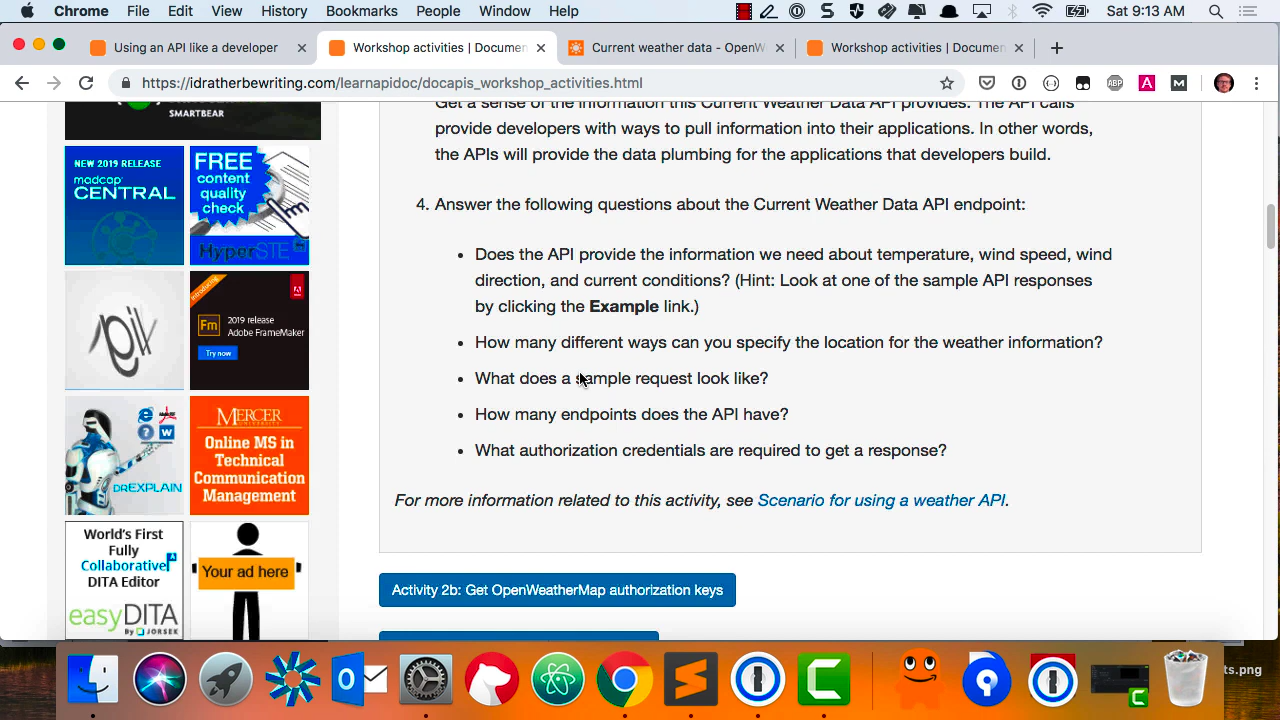 Chrome File Edit View History Bookmarks People Window Help Sat 9:13 AM
Using an API like a developer
Workshop activities | Documen
Current weather data - OpenW
Workshop activities | Documen
https://idratherbewriting.com/learnapidoc/docapis_workshop_activities.html
ABP
SMARTBEAR
NEW 2019 RELEASE
madcap
CENTRAL
FREE
content
quality
check
HyperSTE
Introducing
Fm
2019 release
Adobe FrameMaker
Try now
DREXPLAIN
MERCER
UNIVERSITY
Online MS in
Technical
Communication
Management
World's First
Fully
Collaborative
DITA Editor
easyDITA
By JORSEK
Your ad here
Get a sense of the information this Current Weather Data API provides. The API calls
provide developers with ways to pull information into their applications. In other words,
the APIs will provide the data plumbing for the applications that developers build.
4. Answer the following questions about the Current Weather Data API endpoint:
• Does the API provide the information we need about temperature, wind speed, wind
direction, and current conditions? (Hint: Look at one of the sample API responses
by clicking the Example link.)
• How many different ways can you specify the location for the weather information?
• What does a sample request look like?
• How many endpoints does the API have?
• What authorization credentials are required to get a response?
For more information related to this activity, see Scenario for using a weather API.
Activity 2b: Get OpenWeatherMap authorization keys
ts.png